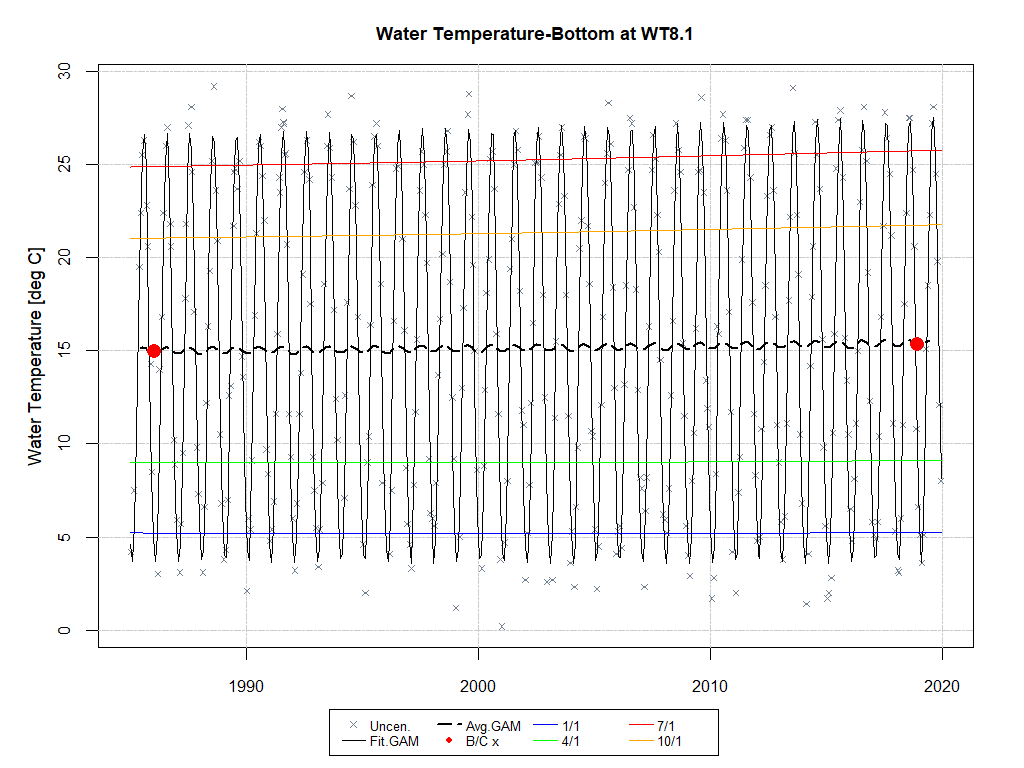 Water Temperature-Bottom at WT8.1
Water Temperature [deg C]
30
25
20
15
10
5
0
1990 2000 2010 2020
Uncen. Avg.GAM 1/1 7/1
Fit.GAM B/C x 4/1 10/1